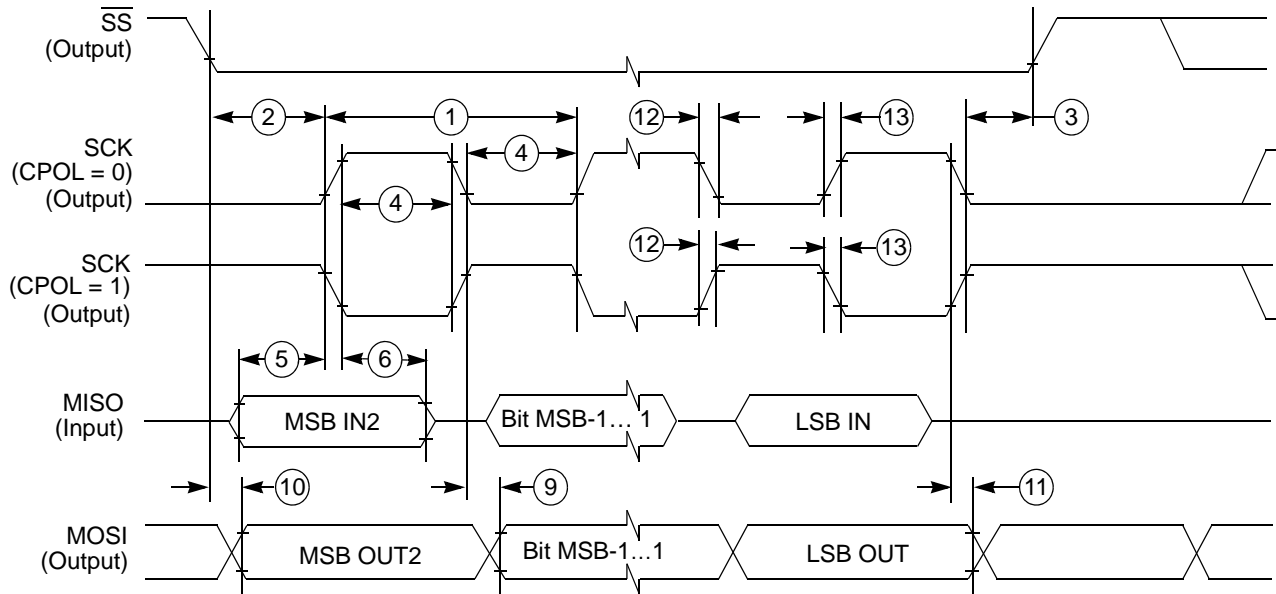 SS
(Output)
2
1
12
13
3
SCK
(CPOL = 0)
(Output)
4
4
12
13
SCK
(CPOL = 1)
(Output)
5
6
MISO
(Input)
MSB IN2
Bit MSB-1… 1
LSB IN
10
9
11
MOSI
(Output)
MSB OUT2
Bit MSB-1…1
LSB OUT